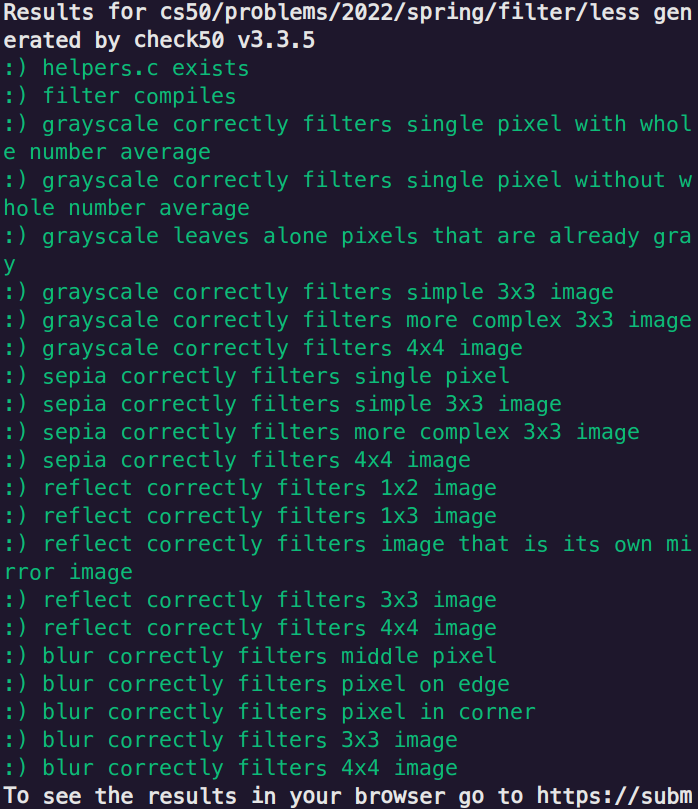 Results for cs50/problems/2022/spring/filter/less gen
erated by check50 v3.3.5
:) helpers.c exists
:) filter compiles
:) grayscale correctly filters single pixel with whol
e number average
:) grayscale correctly filters single pixel without w
hole number average
:) grayscale leaves alone pixels that are already gra
y
:) grayscale correctly filters simple 3x3 image
:) grayscale correctly filters more complex 3x3 image
:) grayscale correctly filters 4x4 image
:) sepia correctly filters single pixel
:) sepia correctly filters simple 3x3 image
:) sepia correctly filters more complex 3x3 image
:) sepia correctly filters 4x4 image
:) reflect correctly filters 1x2 image
:) reflect correctly filters 1x3 image
:) reflect correctly filters image that is its own mi
rror image
:) reflect correctly filters 3x3 image
:) reflect correctly filters 4x4 image
:) blur correctly filters middle pixel
:) blur correctly filters pixel on edge
:) blur correctly filters pixel in corner
:) blur correctly filters 3x3 image
:) blur correctly filters 4x4 image
To see the results in your browser go to https://subm